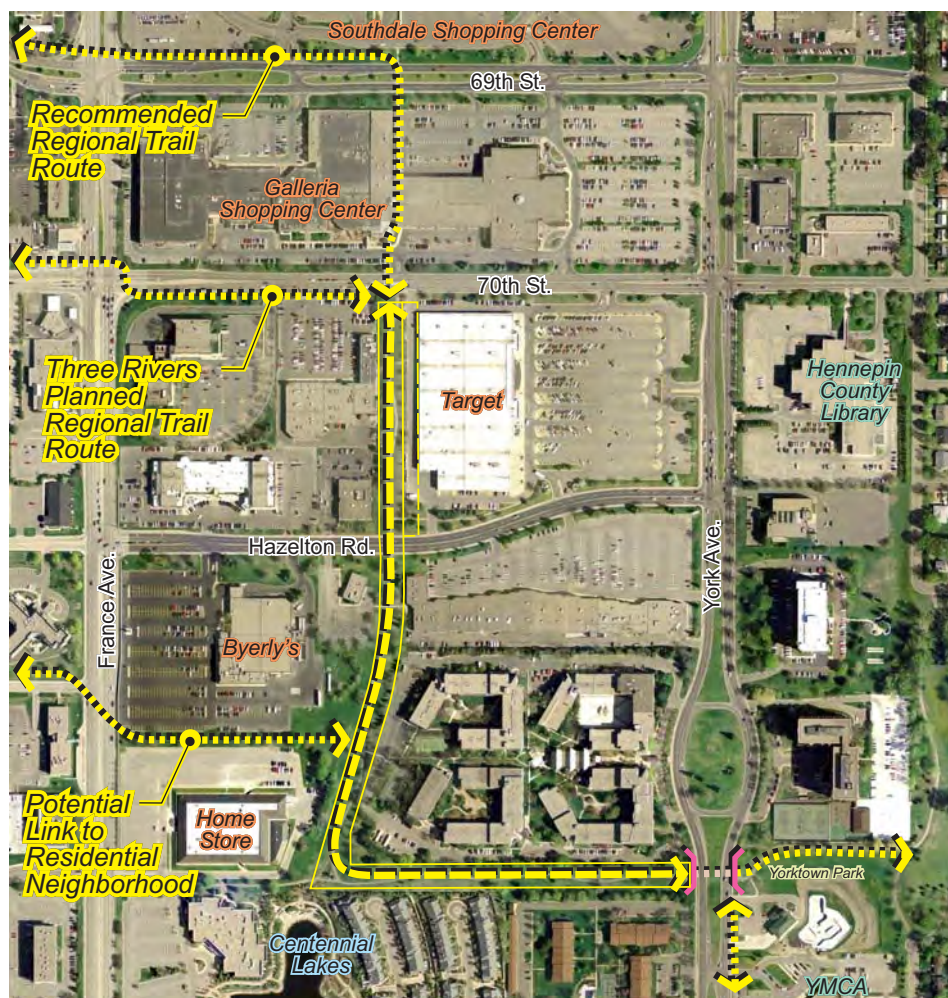 Southdale Shopping Center
69th St.
Recommended
Regional Trail
Route
Galleria
Shopping Center
70th St.
Three Rivers
Planned
Regional Trail
Route
Target
Hennepin
County
Library
Hazelton Rd.
France Ave.
York Ave.
Byerly's
Potential
Link to
Residential
Neighborhood
Home
Store
Yorktown Park
Centennial
Lakes
YMCA